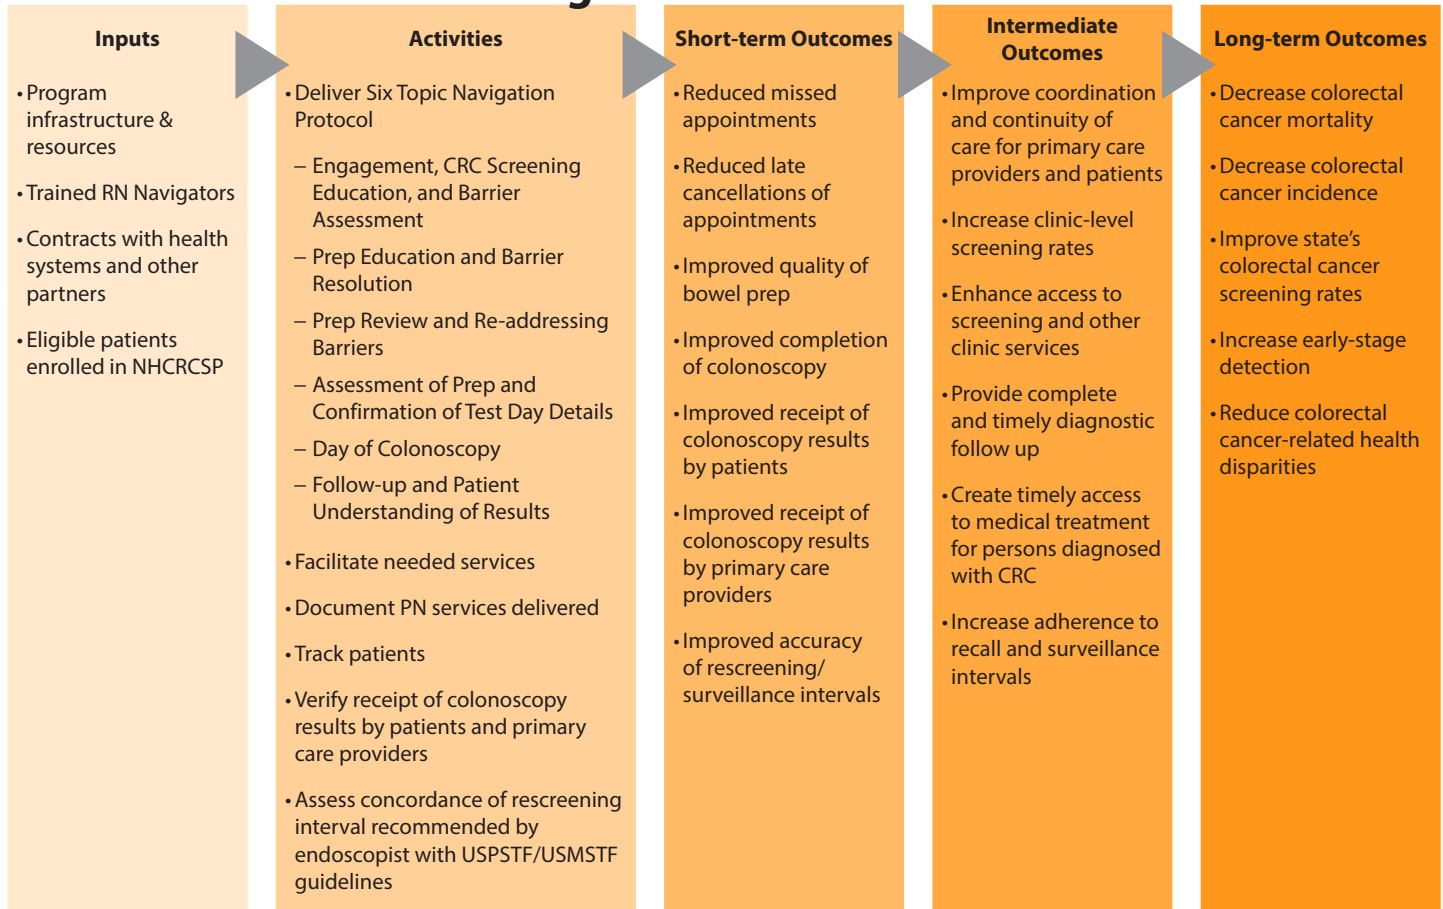 Inputs
• Program
infrastructure &
resources
• Trained RN Navigators
• Contracts with health
systems and other
partners
• Eligible patients
enrolled in NHCRCSP
Activities
• Deliver Six Topic Navigation
Protocol
– Engagement, CRC Screening
Education, and Barrier
Assessment
– Prep Education and Barrier
Resolution
– Prep Review and Re-addressing
Barriers
– Assessment of Prep and
Confirmation of Test Day Details
– Day of Colonoscopy
– Follow-up and Patient
Understanding of Results
• Facilitate needed services
• Document PN services delivered
• Track patients
• Verify receipt of colonoscopy
results by patients and primary
care providers
• Assess concordance of rescreening
interval recommended by
endoscopist with USPSTF/USMSTF
guidelines
Short-term Outcomes
• Reduced missed
appointments
• Reduced late
cancellations of
appointments
• Improved quality of
bowel prep
• Improved completion
of colonoscopy
• Improved receipt of
colonoscopy results
by patients
• Improved receipt of
colonoscopy results
by primary care
providers
• Improved accuracy
of rescreening/
surveillance intervals
Intermediate
Outcomes
• Improve coordination
and continuity of
care for primary care
providers and patients
• Increase clinic-level
screening rates
• Enhance access to
screening and other
clinic services
• Provide complete
and timely diagnostic
follow up
• Create timely access
to medical treatment
for persons diagnosed
with CRC
• Increase adherence to
recall and surveillance
intervals
Long-term Outcomes
• Decrease colorectal
cancer mortality
• Decrease colorectal
cancer incidence
• Improve state’s
colorectal cancer
screening rates
• Increase early-stage
detection
• Reduce colorectal
cancer-related health
disparities